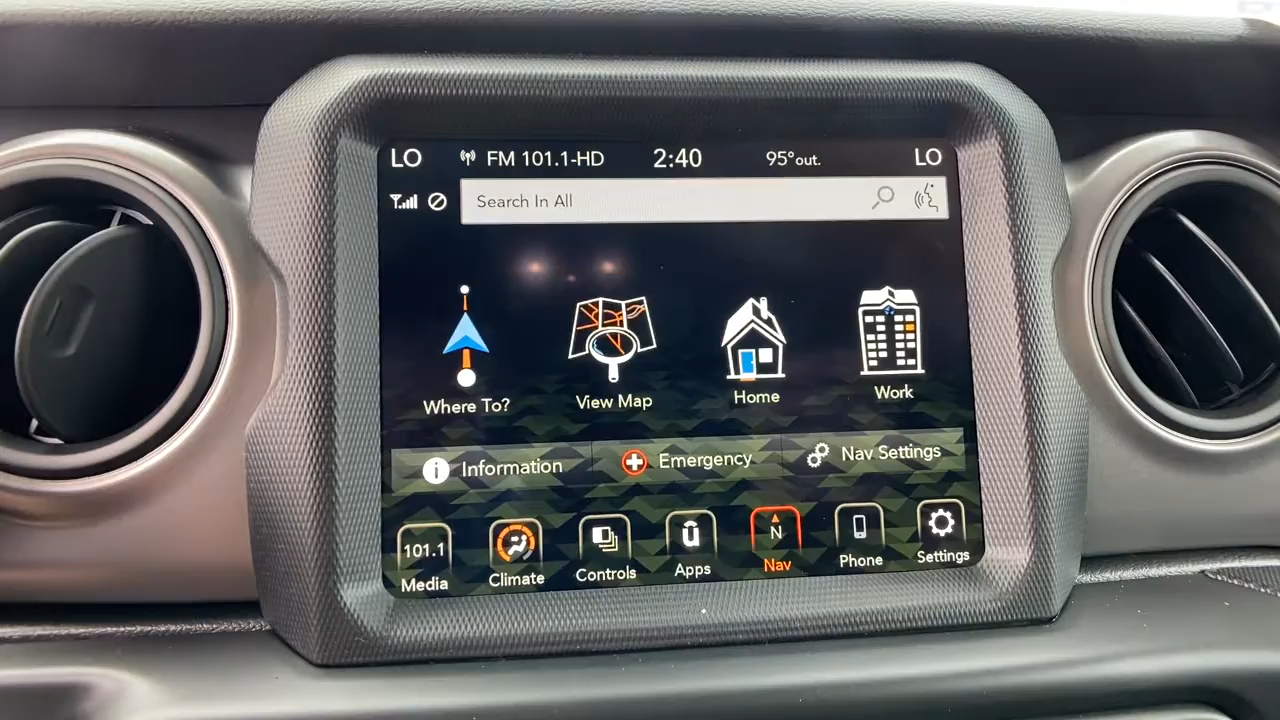 LO FM 101.1-HD 2:40 95°out. LO
Search In All
Where To? View Map Home Work
Information Emergency Nav Settings
101.1 N
Media Climate Controls Apps Nav Phone Settings